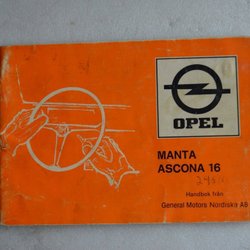 OPEL
MANTA
ASCONA 16
Handbok från
General Motors Nordiska AB